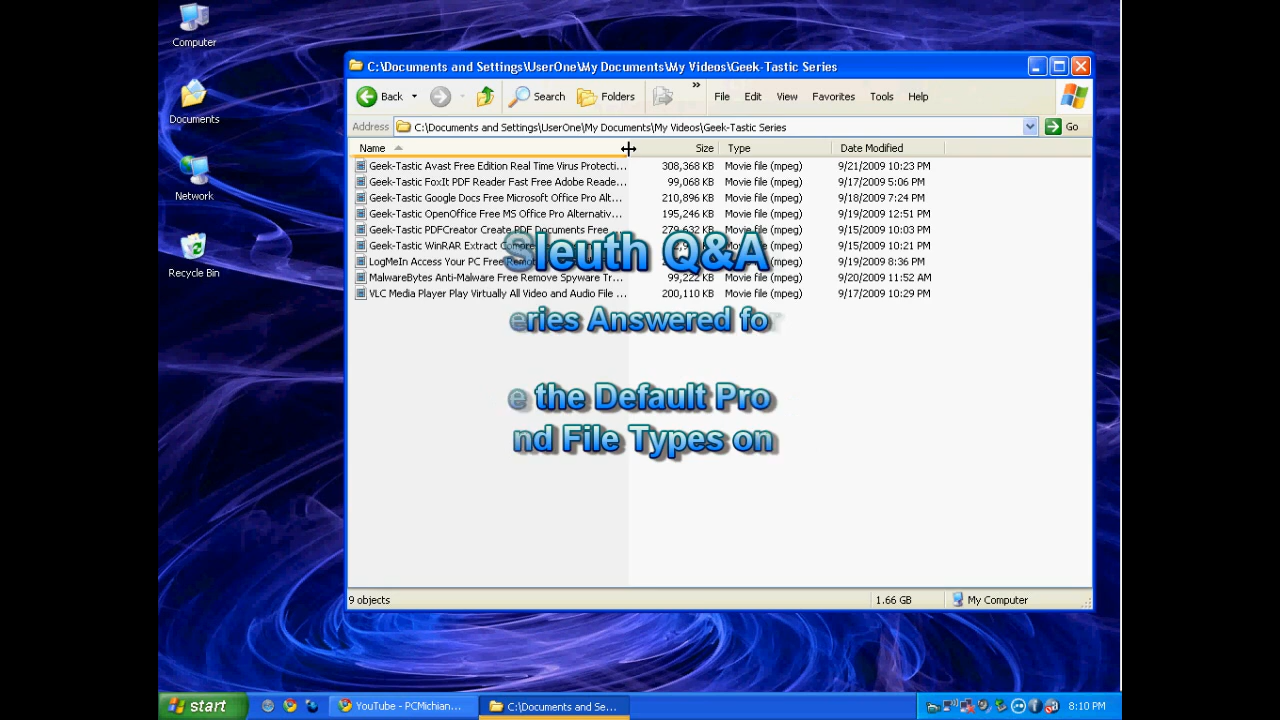 Computer
Documents
Network
Recycle Bin
C:\Documents and Settings\UserOne\My Documents\My Videos\Geek-Tastic Series
Back Search Folders » File Edit View Favorites Tools Help
Address C:\Documents and Settings\UserOne\My Documents\My Videos\Geek-Tastic Series Go
Name Size Type Date Modified
Geek-Tastic Avast Free Edition Real Time Virus Protecti... 308,368 KB Movie file (mpeg) 9/21/2009 10:23 PM
Geek-Tastic FoxIt PDF Reader Fast Free Adobe Reade... 99,068 KB Movie file (mpeg) 9/17/2009 5:06 PM
Geek-Tastic Google Docs Free Microsoft Office Pro Alt... 210,896 KB Movie file (mpeg) 9/18/2009 7:24 PM
Geek-Tastic OpenOffice Free MS Office Pro Alternativ... 195,246 KB Movie file (mpeg) 9/19/2009 12:51 PM
Geek-Tastic PDFCreator Create PDF Documents Free KB Movie file (mpeg) 9/15/2009 10:03 PM
Geek-Tastic WinRAR Extract KB Movie file (mpeg) 9/15/2009 10:21 PM
LogMeIn Access Your PC Free KB Movie file (mpeg) 9/19/2009 8:36 PM
MalwareBytes Anti-Malware Free Remove Spyware Tr... 99,222 KB Movie file (mpeg) 9/20/2009 11:52 AM
VLC Media Player Play Virtually All Video and Audio File ... 200,110 KB Movie file (mpeg) 9/17/2009 10:29 PM
Sleuth Q&A
eries Answered for
e the Default Pro
nd File Types on
9 objects 1.66 GB My Computer
start YouTube - PCMichian... C:\Documents and Se... 8:10 PM